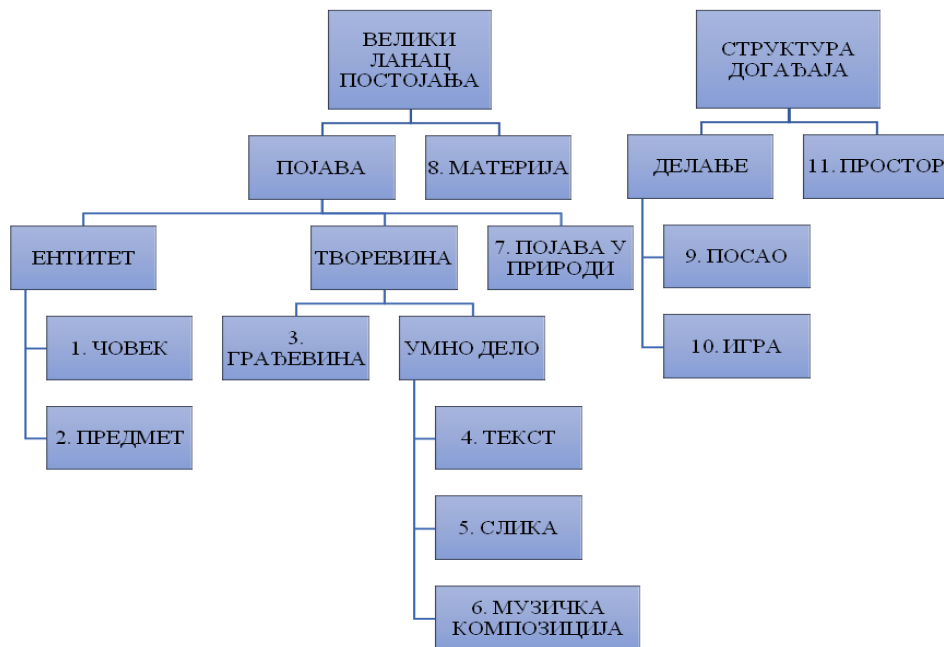 ВЕЛИКИ
ЛАНАЦ
ПОСТОЈАЊА
СТРУКТУРА
ДОГАЂАЈА
ПОЈАВА
8. МАТЕРИЈА
ДЕЛАЊЕ
11. ПРОСТОР
ЕНТИТЕТ
ТВОРЕВИНА
7. ПОЈАВА У
ПРИРОДИ
9. ПОСАО
1. ЧОВЕК
3.
ГРАЂЕВИНА
УМНО ДЕЛО
10. ИГРА
2. ПРЕДМЕТ
4. ТЕКСТ
5. СЛИКА
6. МУЗИЧКА
КОМПОЗИЦИЈА